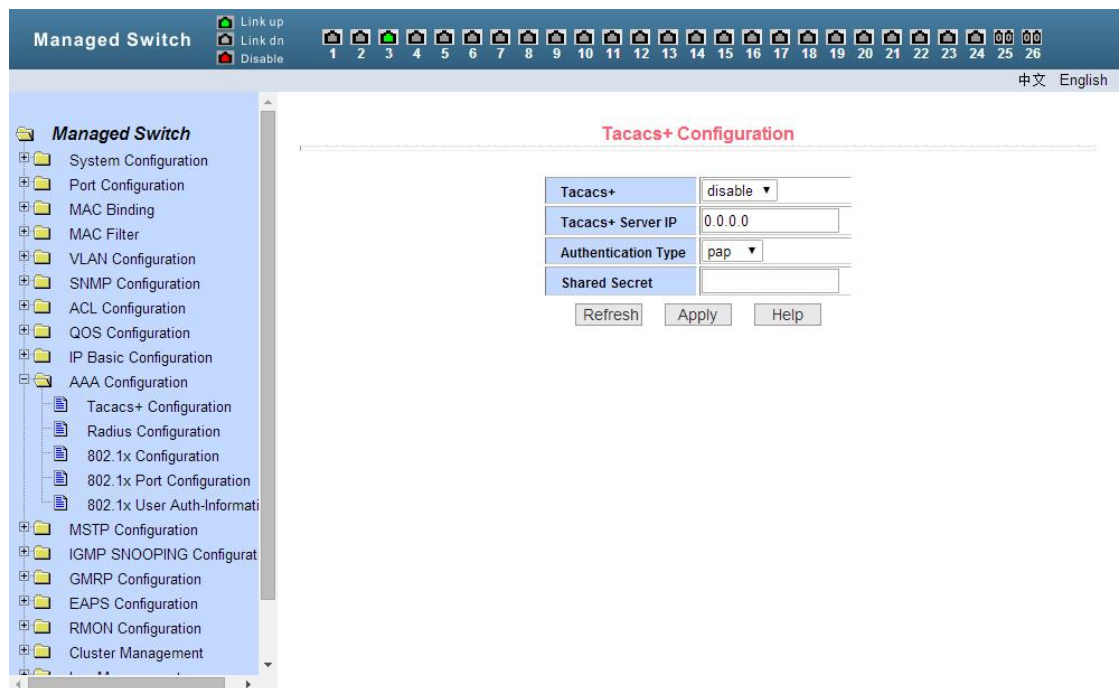 Managed Switch
Link up
Link dn
Disable
1 2 3 4 5 6 7 8 9 10 11 12 13 14 15 16 17 18 19 20 21 22 23 24 25 26
中文 English
Managed Switch
System Configuration
Port Configuration
MAC Binding
MAC Filter
VLAN Configuration
SNMP Configuration
ACL Configuration
QOS Configuration
IP Basic Configuration
AAA Configuration
Tacacs+ Configuration
Radius Configuration
802.1x Configuration
802.1x Port Configuration
802.1x User Auth-Informati
MSTP Configuration
IGMP SNOOPING Configurat
GMRP Configuration
EAPS Configuration
RMON Configuration
Cluster Management
Tacacs+ Configuration
Tacacs+ disable
Tacacs+ Server IP 0.0.0.0
Authentication Type pap
Shared Secret
Refresh Apply Help